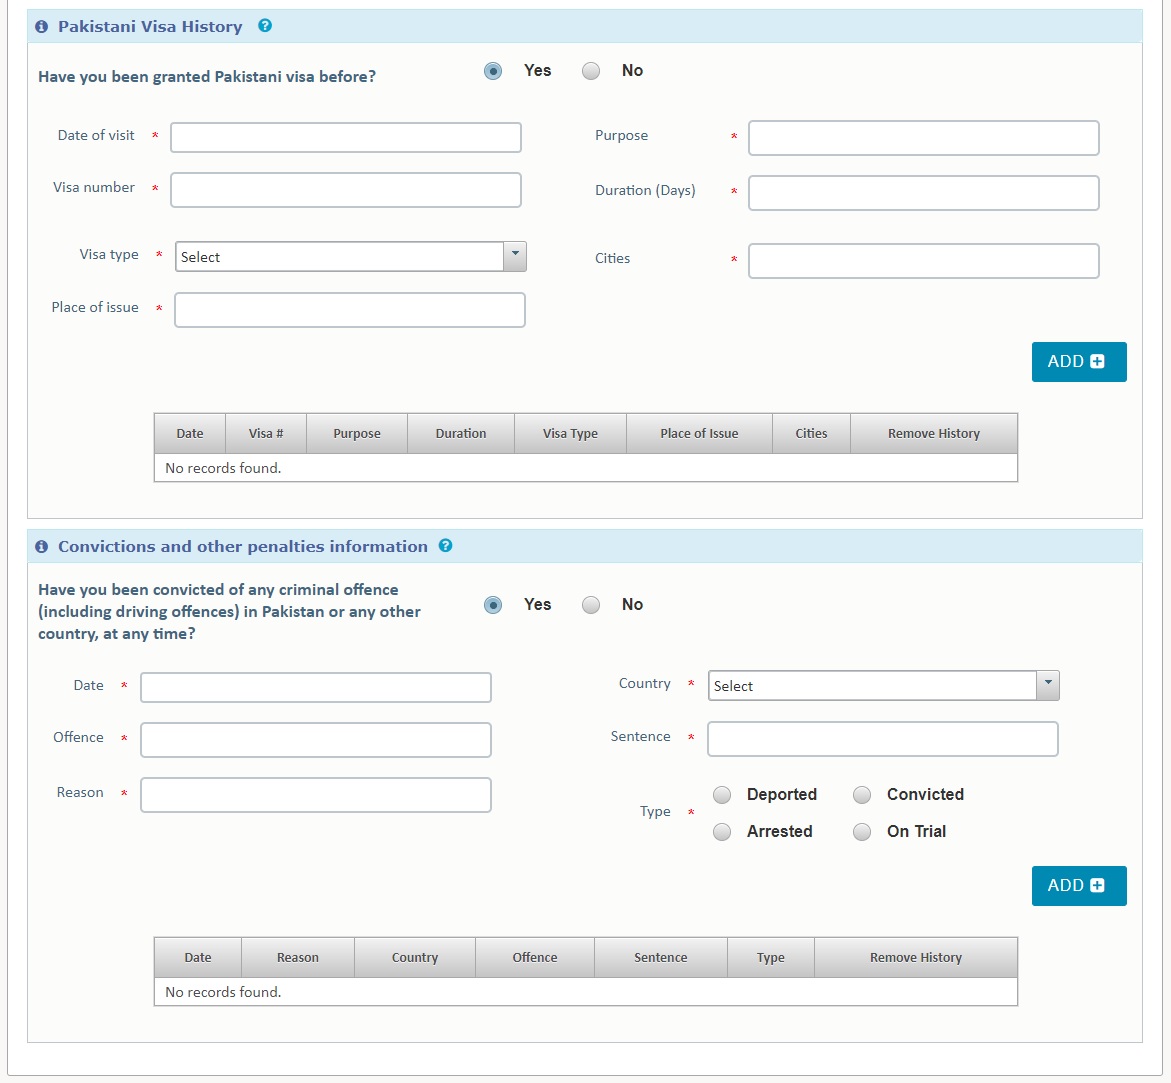 Pakistani Visa History
Have you been granted Pakistani visa before? Yes No
Date of visit * Purpose *
Visa number * Duration (Days) *
Visa type * Select Cities *
Place of issue *
ADD
Date Visa # Purpose Duration Visa Type Place of Issue Cities Remove History
No records found.
Convictions and other penalties information
Have you been convicted of any criminal offence
(including driving offences) in Pakistan or any other
country, at any time?
Yes No
Date * Country * Select
Offence * Sentence *
Reason *
Type *
Deported Convicted
Arrested On Trial
ADD
Date Reason Country Offence Sentence Type Remove History
No records found.